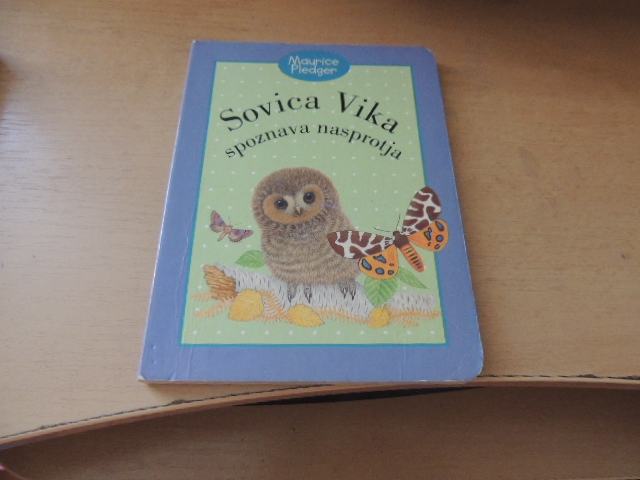 Maurice
Pledger
Sovica Vika
spoznava nasprotja